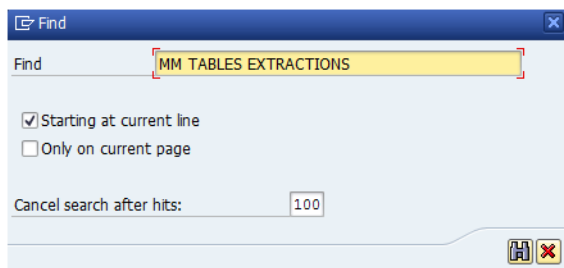 Find
Find MM TABLES EXTRACTIONS
Starting at current line
Only on current page
Cancel search after hits: 100